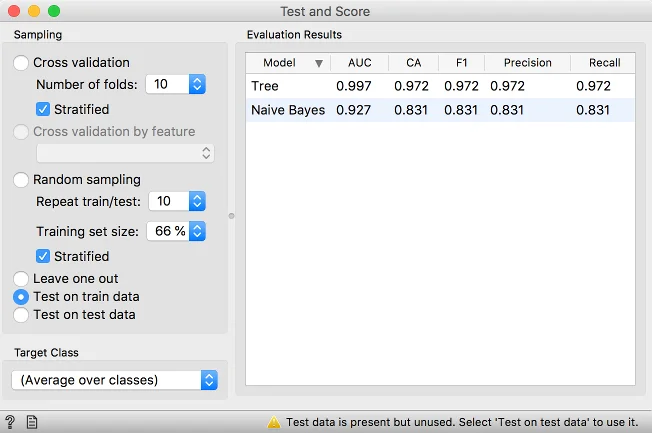 Test and Score
Sampling
Cross validation
Number of folds: 10
Stratified
Cross validation by feature
Random sampling
Repeat train/test: 10
Training set size: 66 %
Stratified
Leave one out
Test on train data
Test on test data
Target Class
(Average over classes)
Evaluation Results
Model AUC CA F1 Precision Recall
Tree 0.997 0.972 0.972 0.972 0.972
Naive Bayes 0.927 0.831 0.831 0.831 0.831
? Test data is present but unused. Select 'Test on test data' to use it.